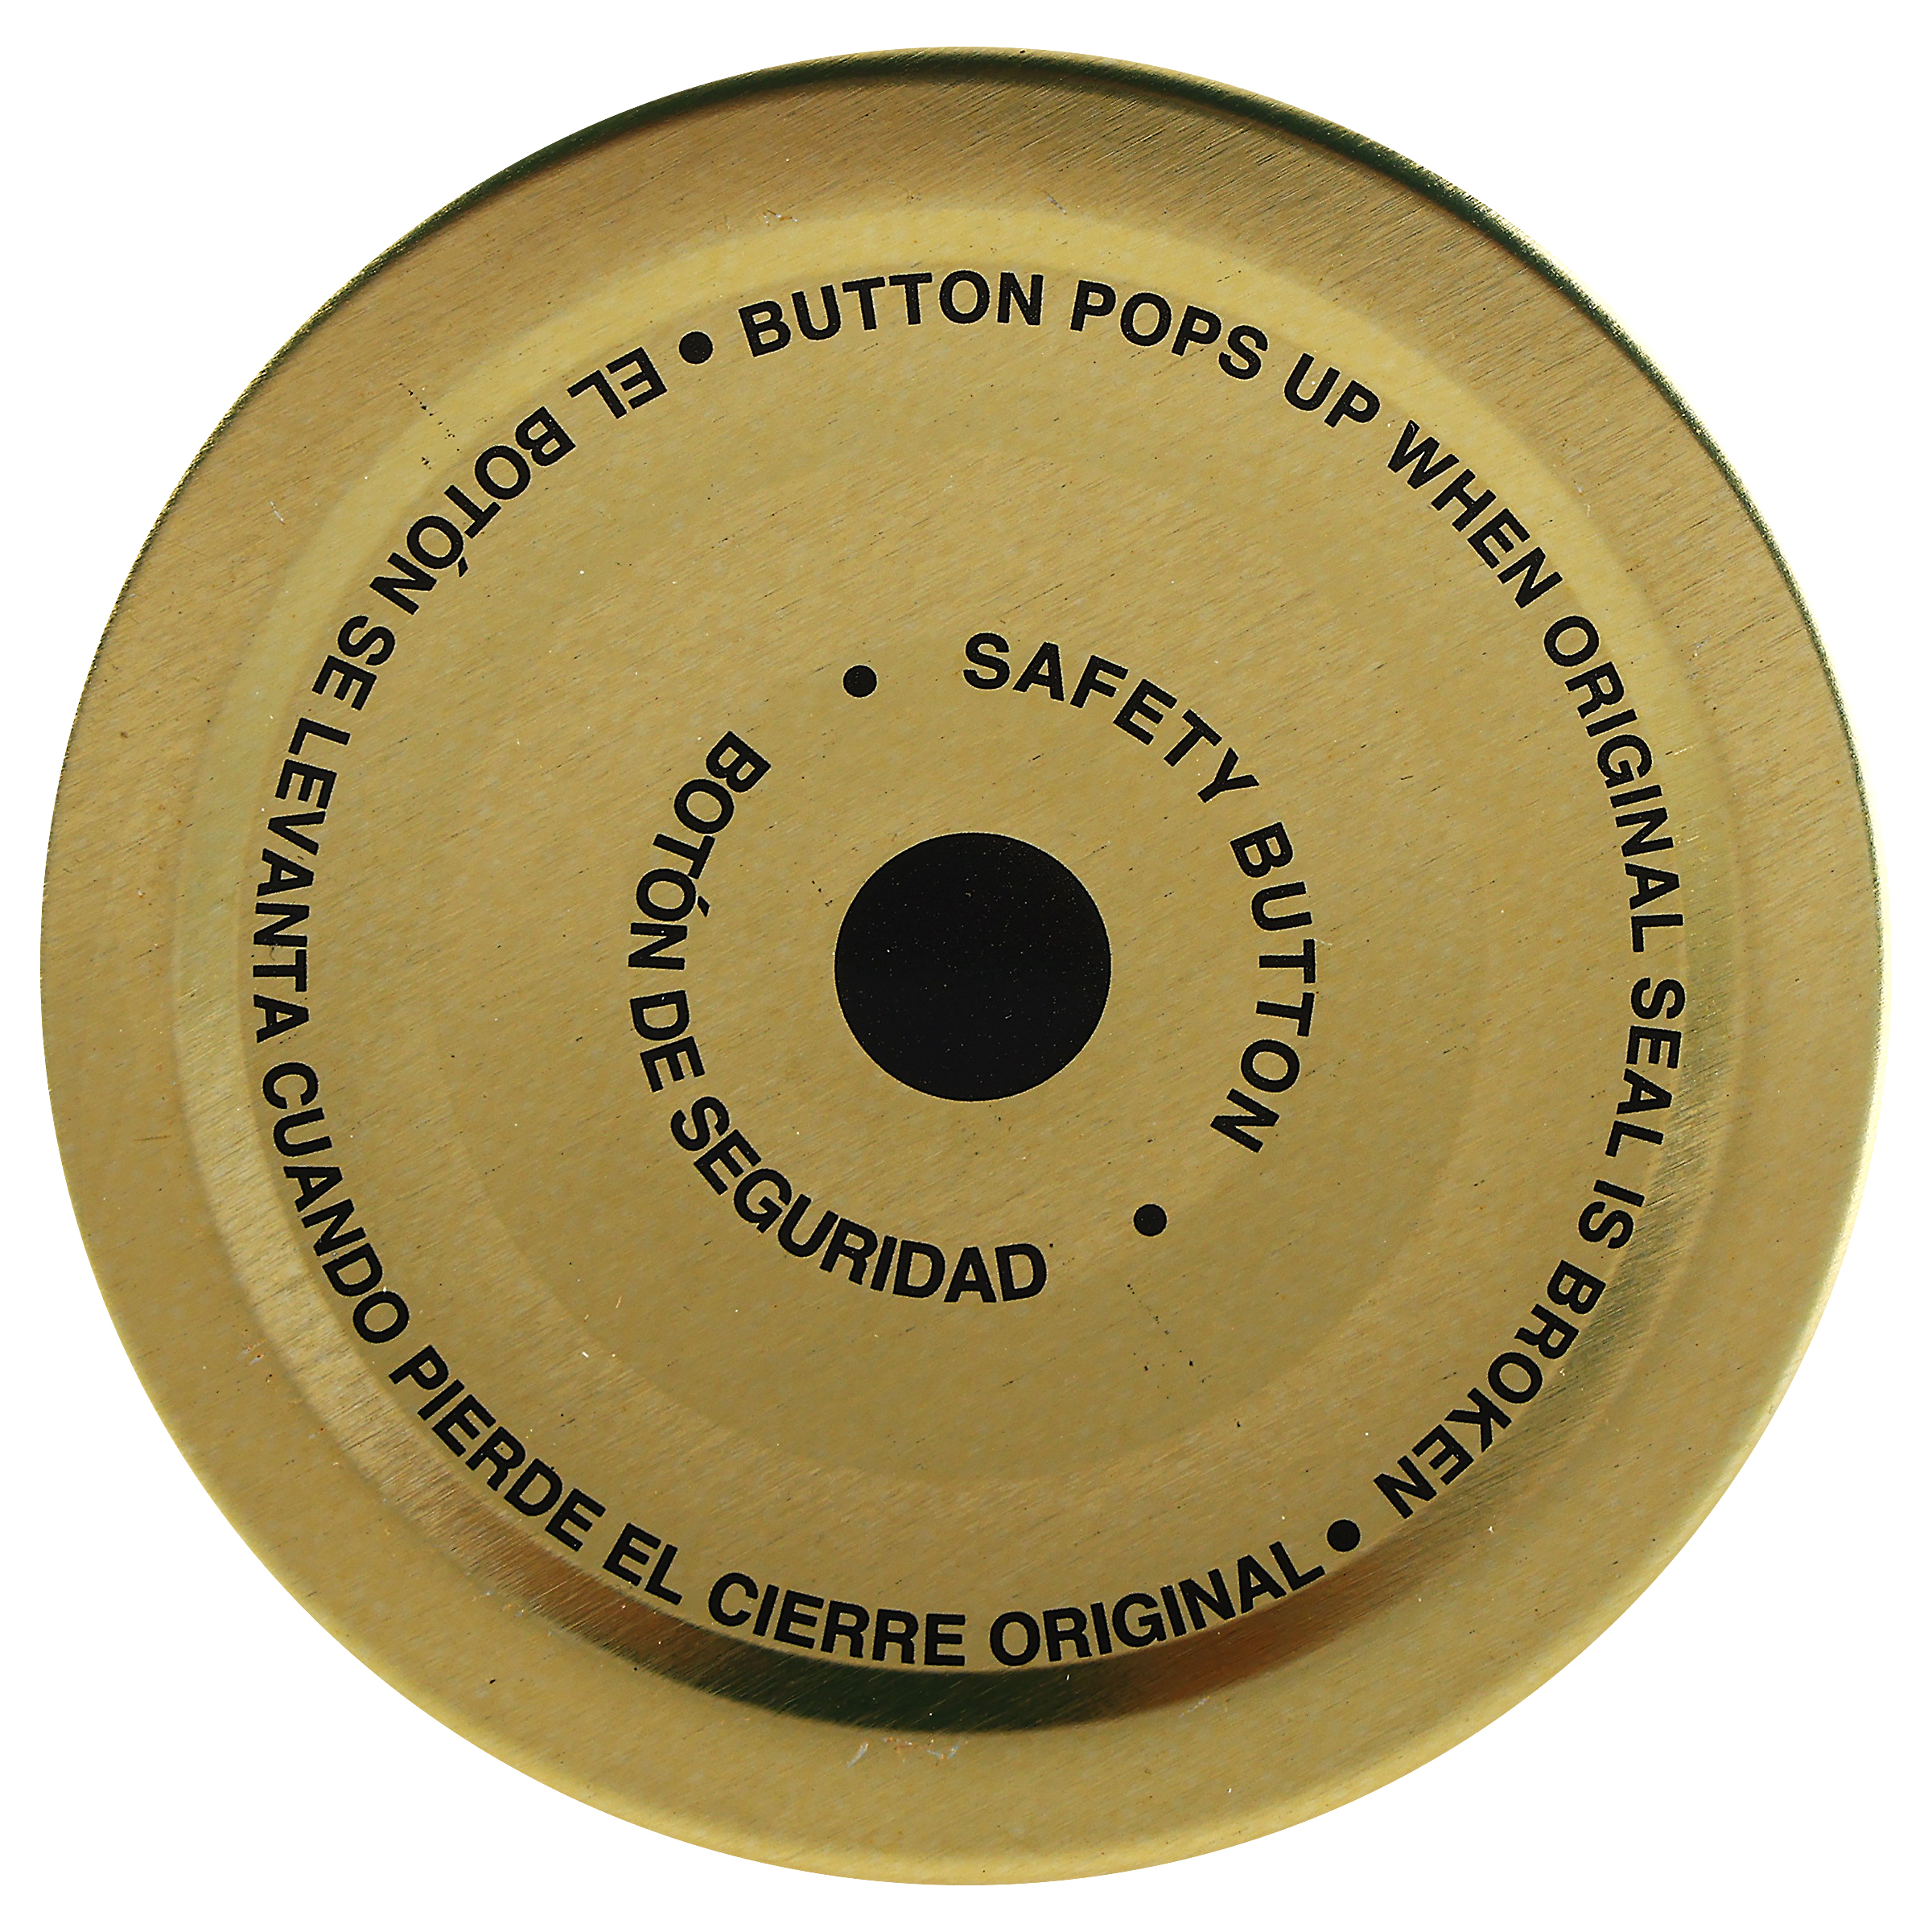 BUTTON POPS UP WHEN ORIGINAL SEAL IS BROKEN •
EL BOTÓN SE LEVANTA CUANDO PIERDE EL CIERRE ORIGINAL •
SAFETY BUTTON •
BOTÓN DE SEGURIDAD •